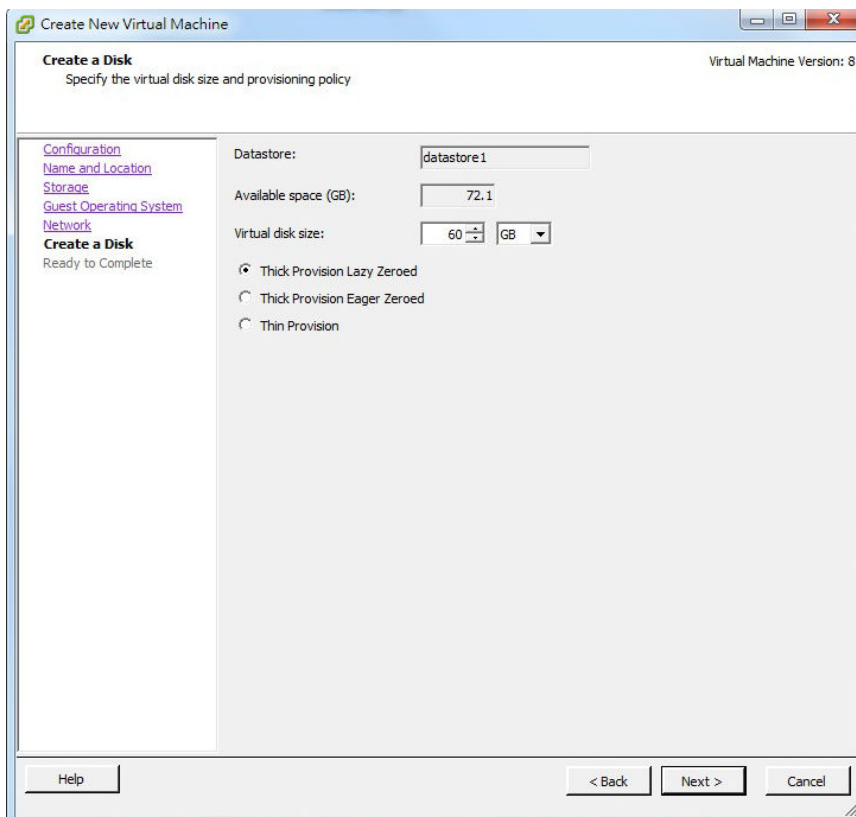 Create New Virtual Machine
Create a Disk
Specify the virtual disk size and provisioning policy
Virtual Machine Version: 8
Configuration
Name and Location
Storage
Guest Operating System
Network
Create a Disk
Ready to Complete
Datastore: datastore1
Available space (GB): 72.1
Virtual disk size: 60 GB
Thick Provision Lazy Zeroed
Thick Provision Eager Zeroed
Thin Provision
Help < Back Next > Cancel